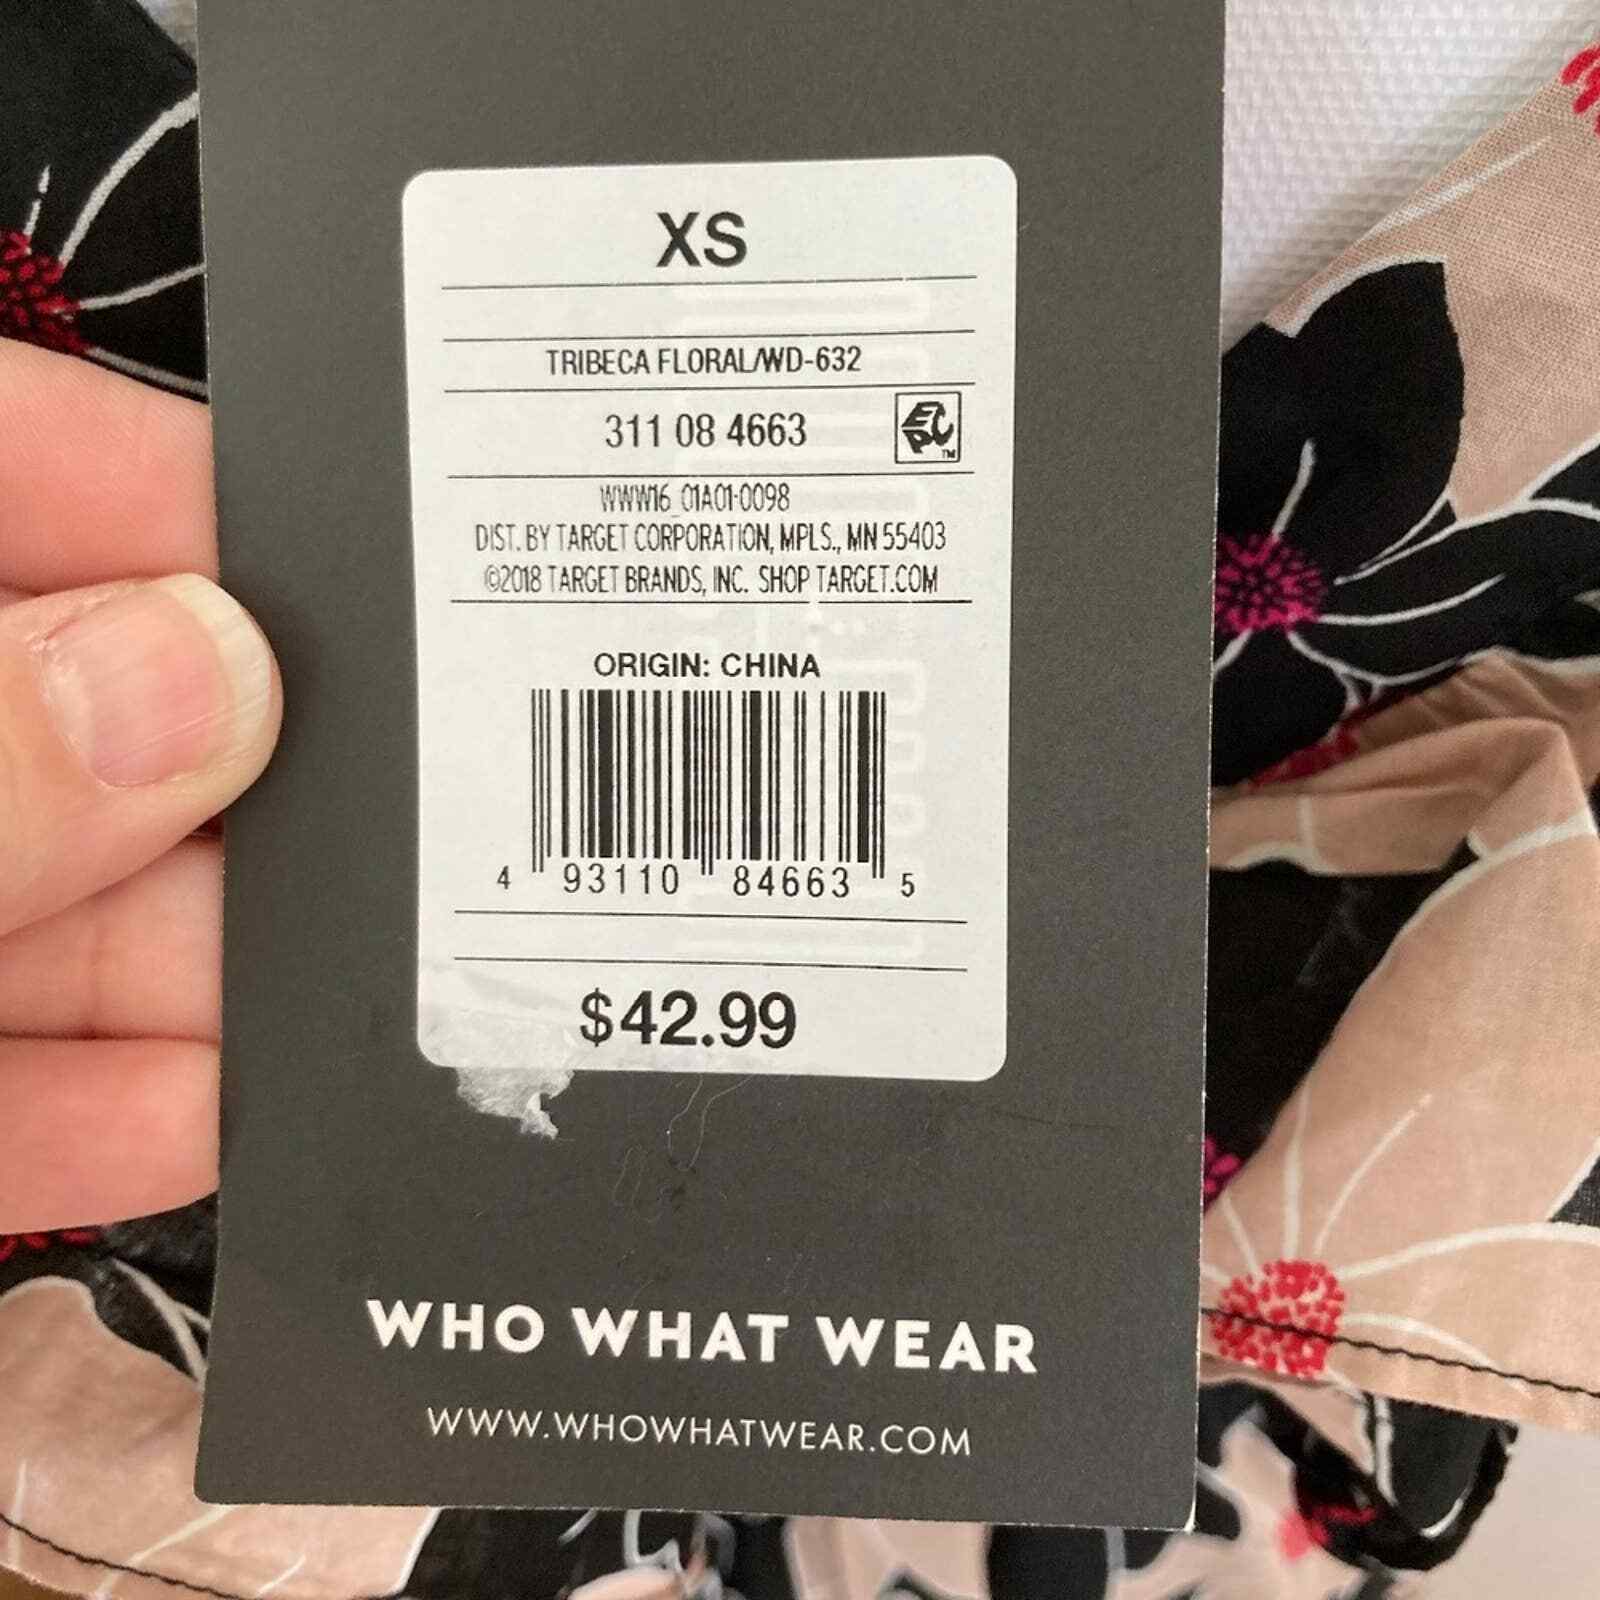 XS
TRIBECA FLORAL/WD-632
311 08 4663
EPC™
WWW16_01A01-0098
DIST. BY TARGET CORPORATION, MPLS., MN 55403
©2018 TARGET BRANDS, INC. SHOP TARGET.COM
ORIGIN: CHINA
4 93110 84663 5
$42.99
WHO WHAT WEAR
WWW.WHOWHATWEAR.COM